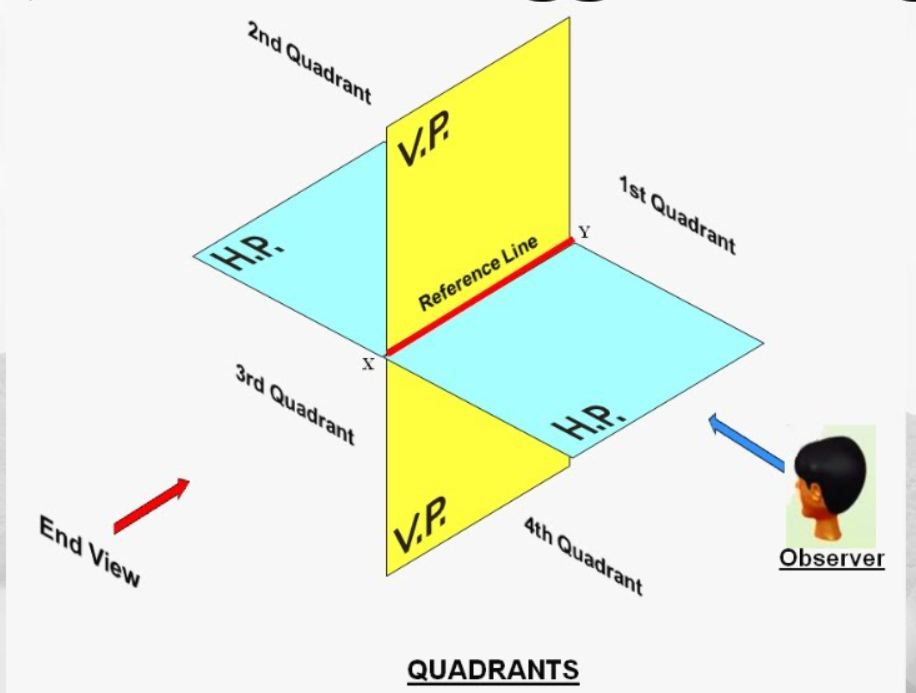 2nd Quadrant
V.P.
1st Quadrant
Y
H.P.
Reference Line
X
3rd Quadrant
H.P.
V.P.
4th Quadrant
End View
Observer
QUADRANTS